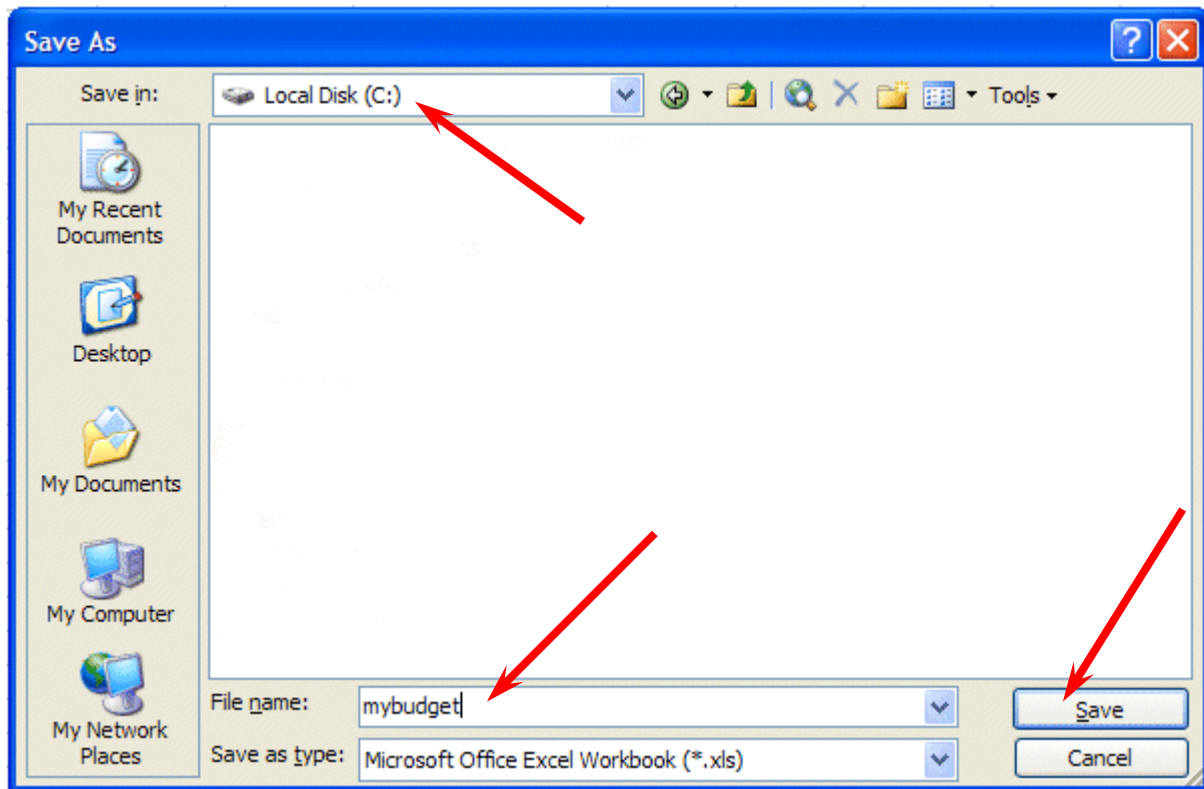 Save As
Save in:
Local Disk (C:)
Tools
My Recent
Documents
Desktop
My Documents
My Computer
My Network
Places
File name:
mybudget
Save
Save as type:
Microsoft Office Excel Workbook (*.xls)
Cancel